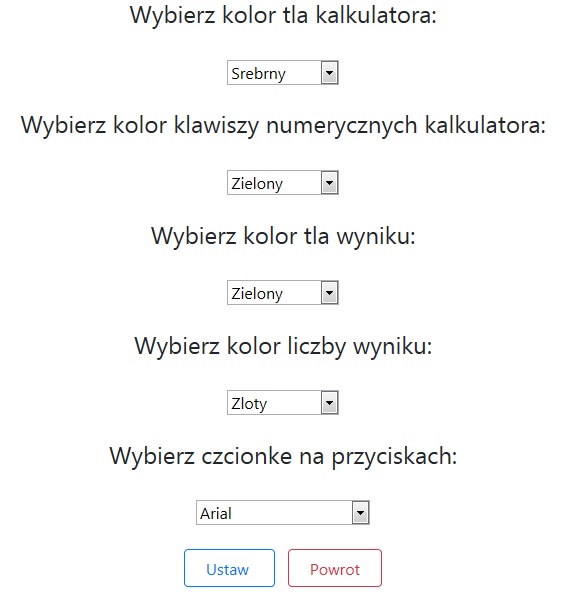 Wybierz kolor tla kalkulatora:
Srebrny
Wybierz kolor klawiszy numerycznych kalkulatora:
Zielony
Wybierz kolor tla wyniku:
Zielony
Wybierz kolor liczby wyniku:
Zloty
Wybierz czcionke na przyciskach:
Arial
Ustaw Powrot